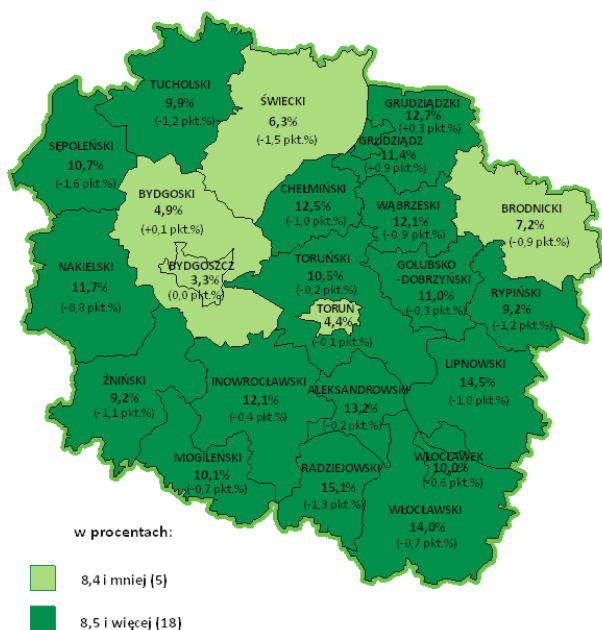 TUCHOLSKI
9,9%
(-1,2 pkt.%)
ŚWIECKI
6,3%
(-1,5 pkt.%)
GRUDZIĄDZKI
12,7%
(+0,3 pkt.%)
GRUDZIĄDZ
11,4%
(+0,9 pkt.%)
SĘPOLEŃSKI
10,7%
(-1,6 pkt.%)
BYDGOSKI
4,9%
(+0,1 pkt.%)
CHEŁMIŃSKI
12,5%
(-1,0 pkt.%)
WĄBRZESKI
12,1%
(-0,9 pkt.%)
BRODNICKI
7,2%
(-0,9 pkt.%)
NAKIELSKI
11,7%
(-0,8 pkt.%)
BYDGOSZCZ
3,3%
(0,0 pkt.%)
TORUŃSKI
10,5%
(-0,2 pkt.%)
GOLUBSKO
-DOBRZYŃSKI
11,0%
(-0,3 pkt.%)
RYPIŃSKI
9,2%
(-1,2 pkt.%)
TORUŃ
4,4%
(-0,1 pkt.%)
ŻNIŃSKI
9,2%
(-1,1 pkt.%)
INOWROCŁAWSKI
12,1%
(-0,4 pkt.%)
ALEKSANDROWSKI
13,2%
(-0,2 pkt.%)
LIPNOWSKI
14,5%
(-1,0 pkt.%)
MOGILEŃSKI
10,1%
(-0,7 pkt.%)
RADZIEJOWSKI
15,1%
(-1,3 pkt.%)
WŁOCŁAWEK
10,0%
(-0,6 pkt.%)
WŁOCŁAWSKI
14,0%
(-0,7 pkt.%)
w procentach:
8,4 i mniej (5)
8,5 i więcej (18)